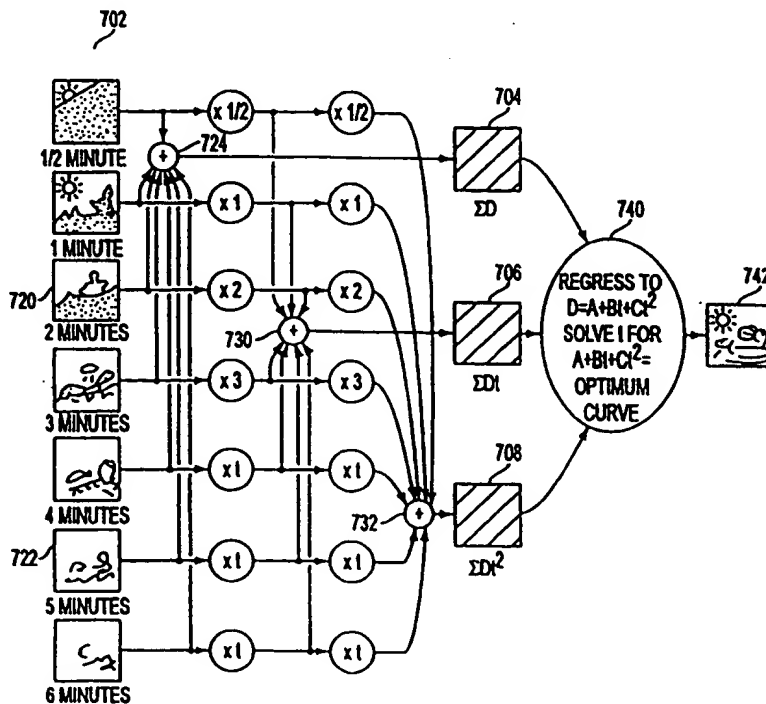 702
1/2 MINUTE
x 1/2
x 1/2
+
724
704
ΣD
1 MINUTE
x 1
x 1
740
720
2 MINUTES
x 2
x 2
730
+
706
ΣDt
REGRESS TO
D=A+Bt+Ct²
SOLVE t FOR
A+Bt+Ct²=
OPTIMUM
CURVE
742
3 MINUTES
x 3
x 3
4 MINUTES
x t
x t
732
+
708
ΣDt²
722
5 MINUTES
x t
x t
6 MINUTES
x t
x t